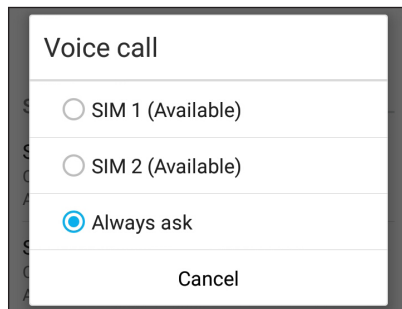 Voice call
SIM 1 (Available)
SIM 2 (Available)
Always ask
Cancel